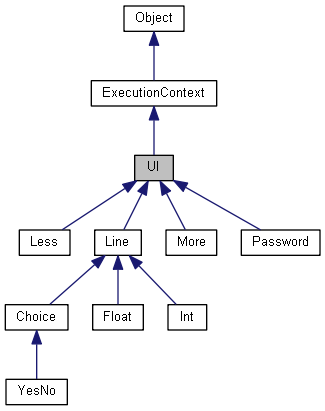 Object
ExecutionContext
UI
Less
Line
More
Password
Choice
Float
Int
YesNo